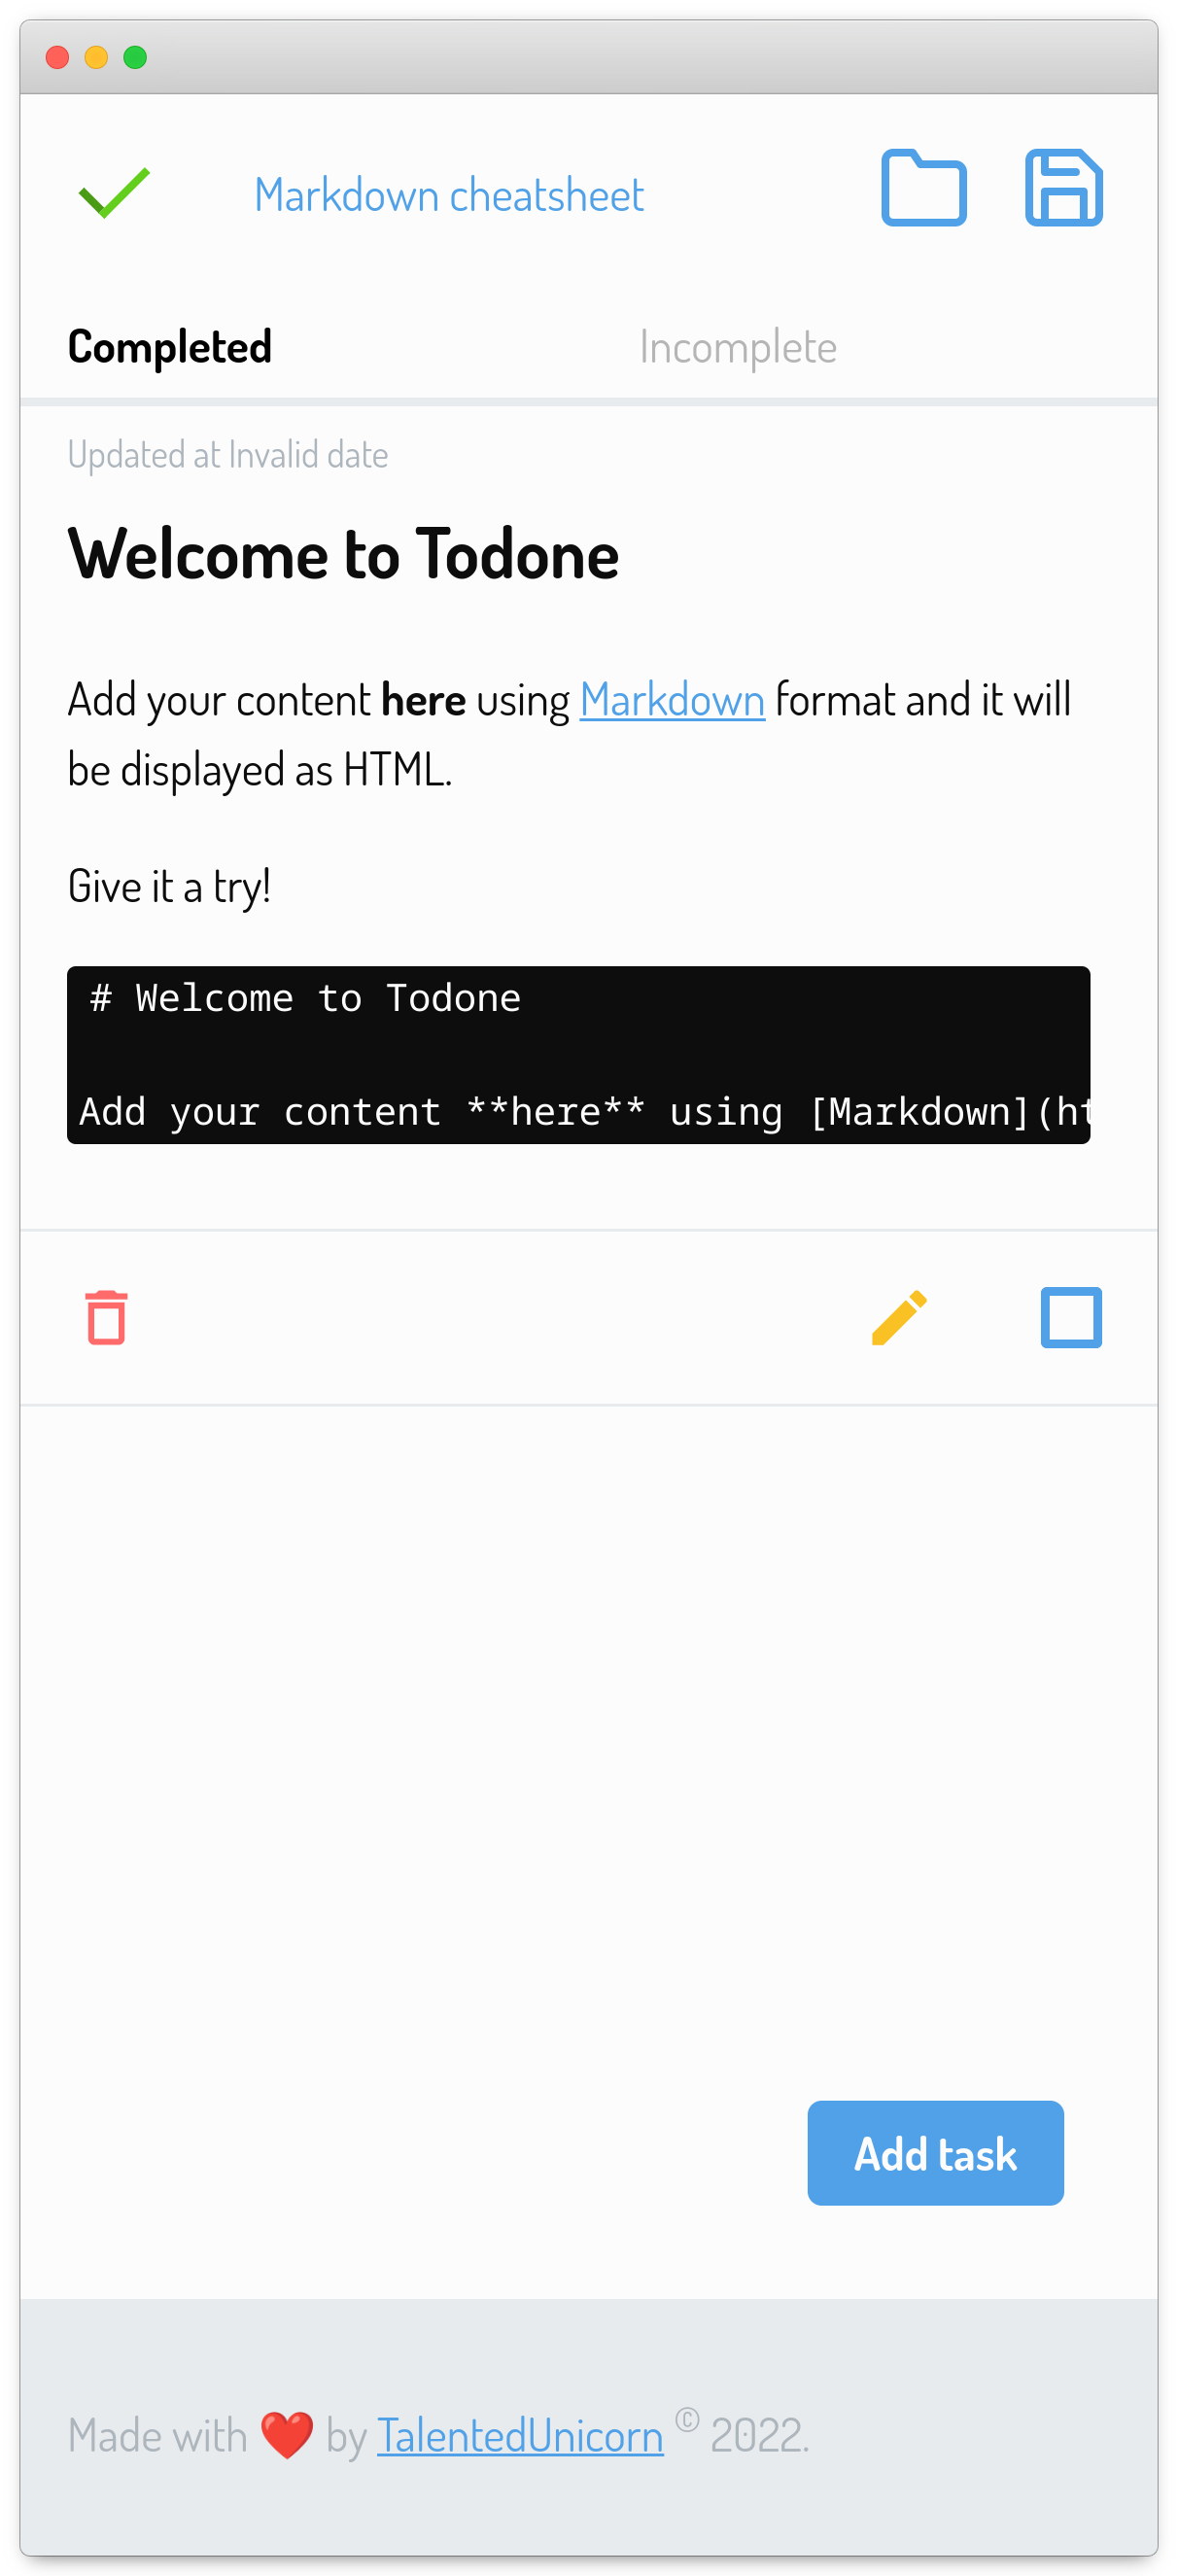 Markdown cheatsheet
Completed
Incomplete
Updated at Invalid date
Welcome to Todone
Add your content here using Markdown format and it will
be displayed as HTML.
Give it a try!
# Welcome to Todone
Add your content **here** using [Markdown](ht
Add task
Made with ❤️ by TalentedUnicorn © 2022.